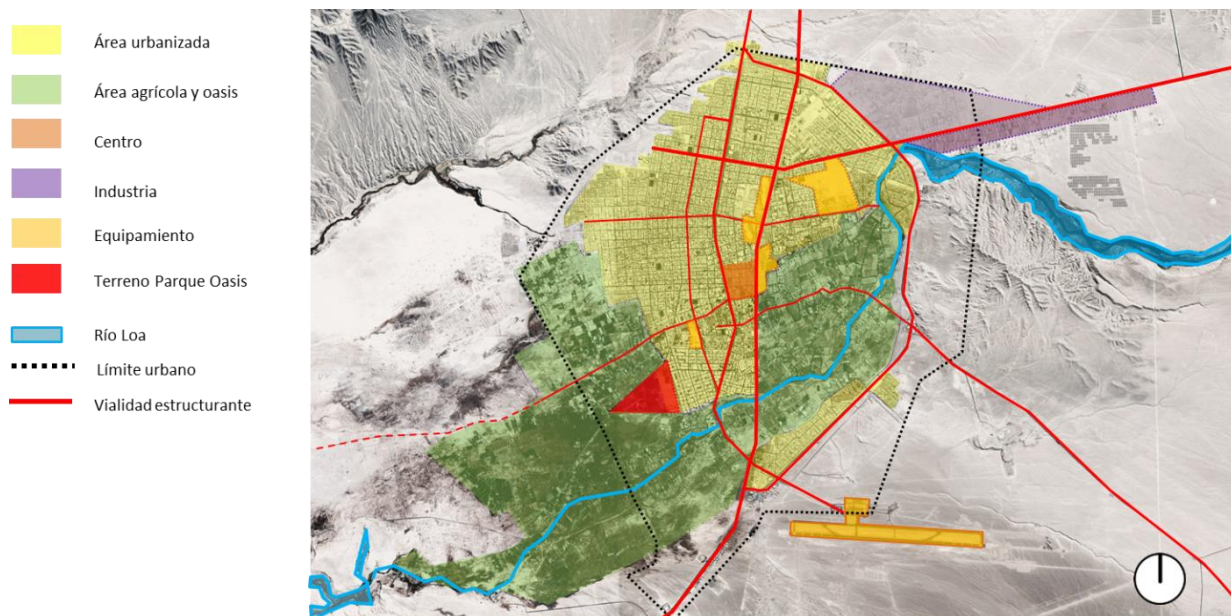 Área urbanizada
Área agrícola y oasis
Centro
Industria
Equipamiento
Terreno Parque Oasis
Río Loa
Límite urbano
Vialidad estructurante